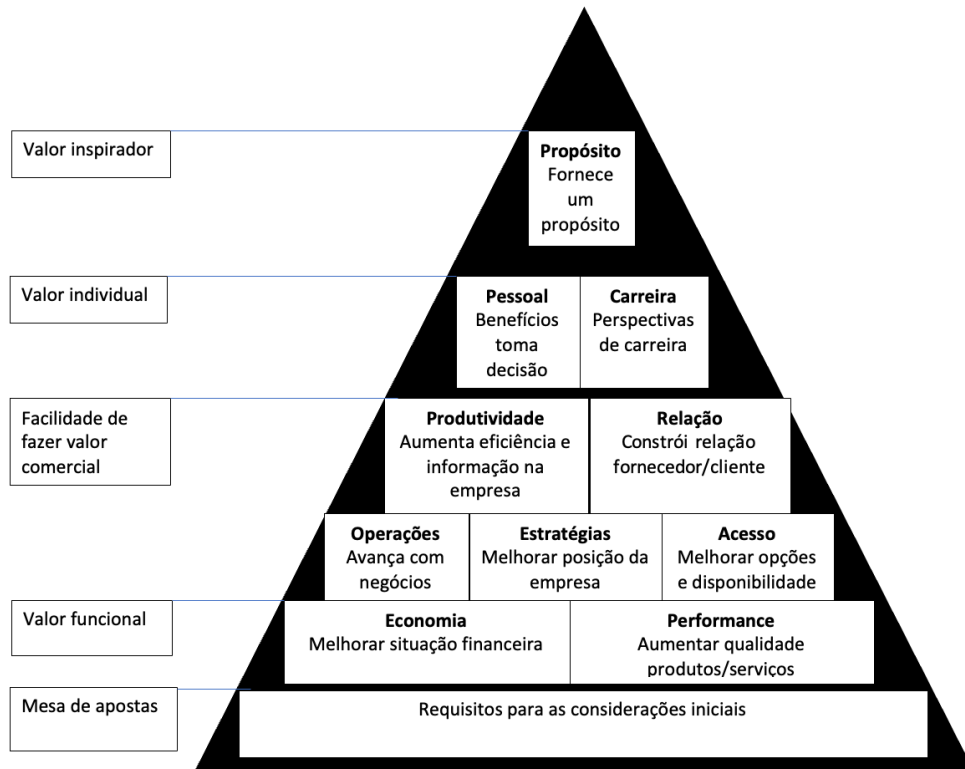 Valor inspirador
Propósito
Fornece
um
propósito
Valor individual
Pessoal
Benefícios
toma
decisão
Carreira
Perspectivas
de carreira
Facilidade de
fazer valor
comercial
Produtividade
Aumenta eficiência e
informação na
empresa
Relação
Constrói relação
fornecedor/cliente
Operações
Avança com
negócios
Estratégias
Melhorar posição da
empresa
Acesso
Melhorar opções
e disponibilidade
Valor funcional
Economia
Melhorar situação financeira
Performance
Aumentar qualidade
produtos/serviços
Mesa de apostas
Requisitos para as considerações iniciais